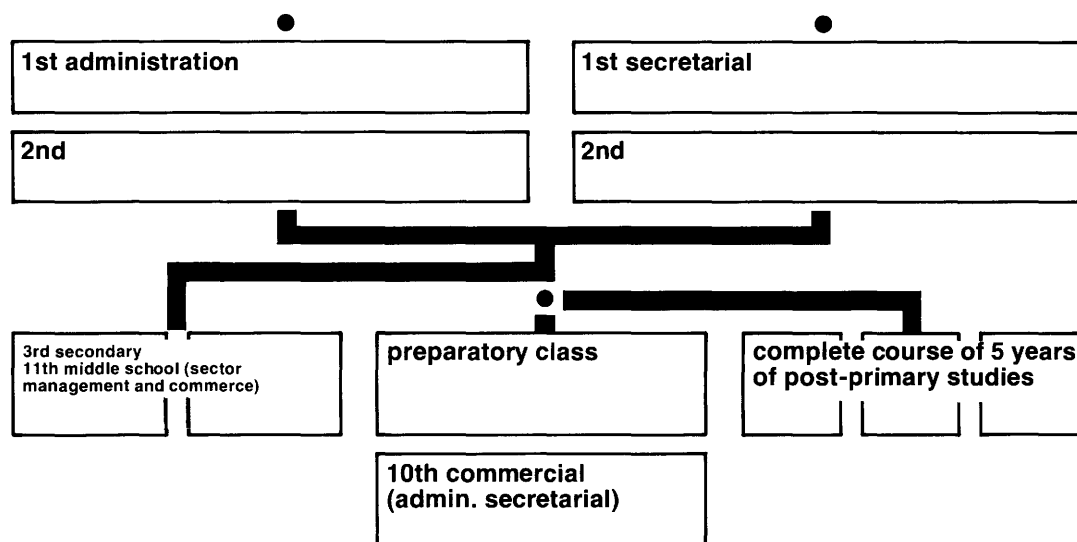 1st administration
1st secretarial
2nd
2nd
3rd secondary
11th middle school (sector
management and commerce)
preparatory class
complete course of 5 years
of post-primary studies
10th commercial
(admin. secretarial)